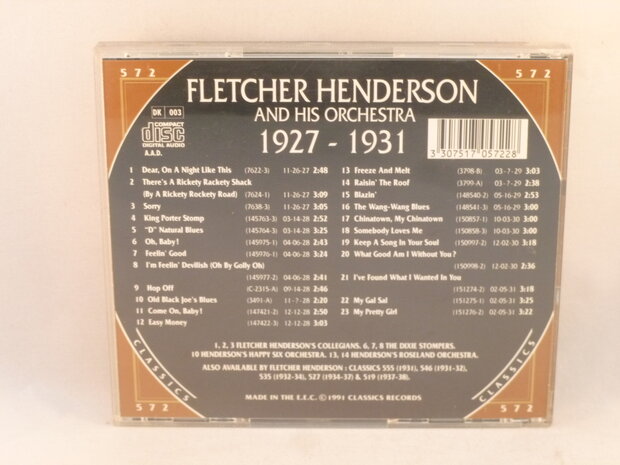 572
572
FLETCHER HENDERSON
AND HIS ORCHESTRA
1927 - 1931
DK 003
COMPACT
disc
DIGITAL AUDIO
A.A.D.
3 307517 057228
1 Dear, On A Night Like This (7622-3) 11-26-27 2:48
2 There's A Rickety Rackety Shack
(By A Rickety Rockety Road) (7624-1) 11-26-27 3:09
3 Sorry (7638-3) 11-26-27 3:05
4 King Porter Stomp (145763-3) 03-14-28 2:52
5 "D" Natural Blues (145764-3) 03-14-28 3:25
6 Oh, Baby! (145975-1) 04-06-28 2:43
7 Feelin' Good (145976-1) 04-06-28 3:24
8 I'm Feelin' Devilish (Oh By Golly Oh)
(145977-2) 04-06-28 2:41
9 Hop Off (C-2315-A) 09-14-28 2:46
10 Old Black Joe's Blues (3491-A) 11-?-28 2:20
11 Come On, Baby! (147421-2) 12-12-28 2:50
12 Easy Money (147422-3) 12-12-28 3:03
13 Freeze And Melt (3798-B) 03-7-29 3:03
14 Raisin' The Roof (3799-A) 03-7-29 2:38
15 Blazin' (148540-2) 05-16-29 2:53
16 The Wang-Wang Blues (148541-3) 05-16-29 3:00
17 Chinatown, My Chinatown (150857-1) 10-03-30 3:00
18 Somebody Loves Me (150858-3) 10-03-30 3:00
19 Keep A Song In Your Soul (150997-2) 12-02-30 3:18
20 What Good Am I Without You?
(150998-2) 12-02-30 2:36
21 I've Found What I Wanted In You
(151274-2) 02-05-31 3:18
22 My Gal Sal (151275-1) 02-05-31 3:25
23 My Pretty Girl (151276-2) 02-05-31 3:22
1, 2, 3 FLETCHER HENDERSON'S COLLEGIANS. 6, 7, 8 THE DIXIE STOMPERS.
10 HENDERSON'S HAPPY SIX ORCHESTRA. 13, 14 HENDERSON'S ROSELAND ORCHESTRA.
ALSO AVAILABLE BY FLETCHER HENDERSON : CLASSICS 555 (1931), 546 (1931-32),
535 (1932-34), 527 (1934-37) & 519 (1937-38).
MADE IN THE E.E.C. ©1991 CLASSICS RECORDS
CLASSICS
CLASSICS
572
572